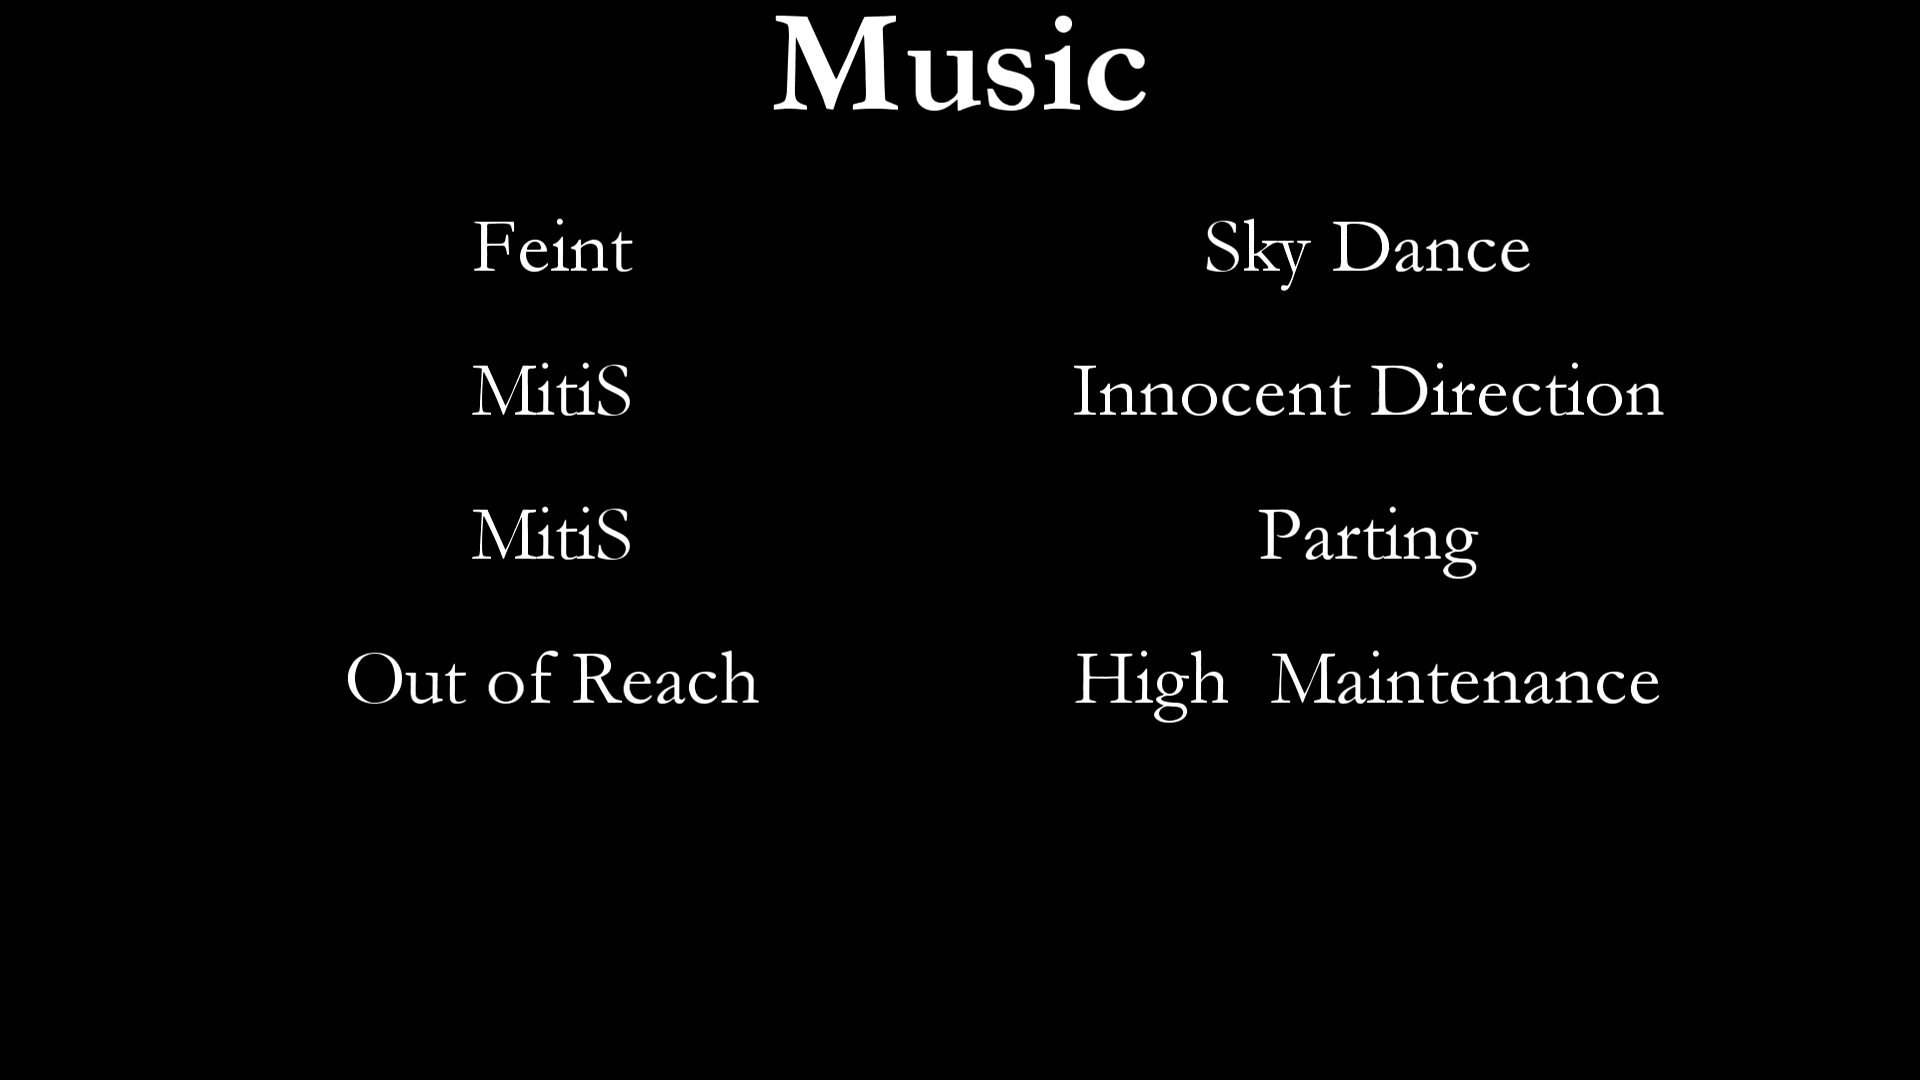 Music
Feint Sky Dance
MitiS Innocent Direction
MitiS Parting
Out of Reach High  Maintenance